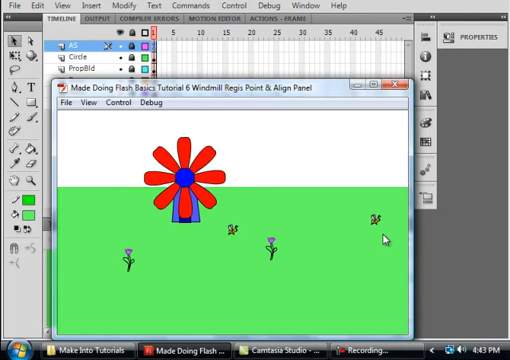 File Edit View Insert Modify Text Commands Control Debug Window Help
TIMELINE OUTPUT COMPILER ERRORS MOTION EDITOR ACTIONS - FRAME
PROPERTIES
1 5 10 15 20 25 30 35 40 45
AS
Circle
PropBld
Made Doing Flash Basics Tutorial 6 Windmill Regis Point & Align Panel
File View Control Debug
Make Into Tutorials
Made Doing Flash ...
Camtasia Studio - ...
Recording...
4:43 PM